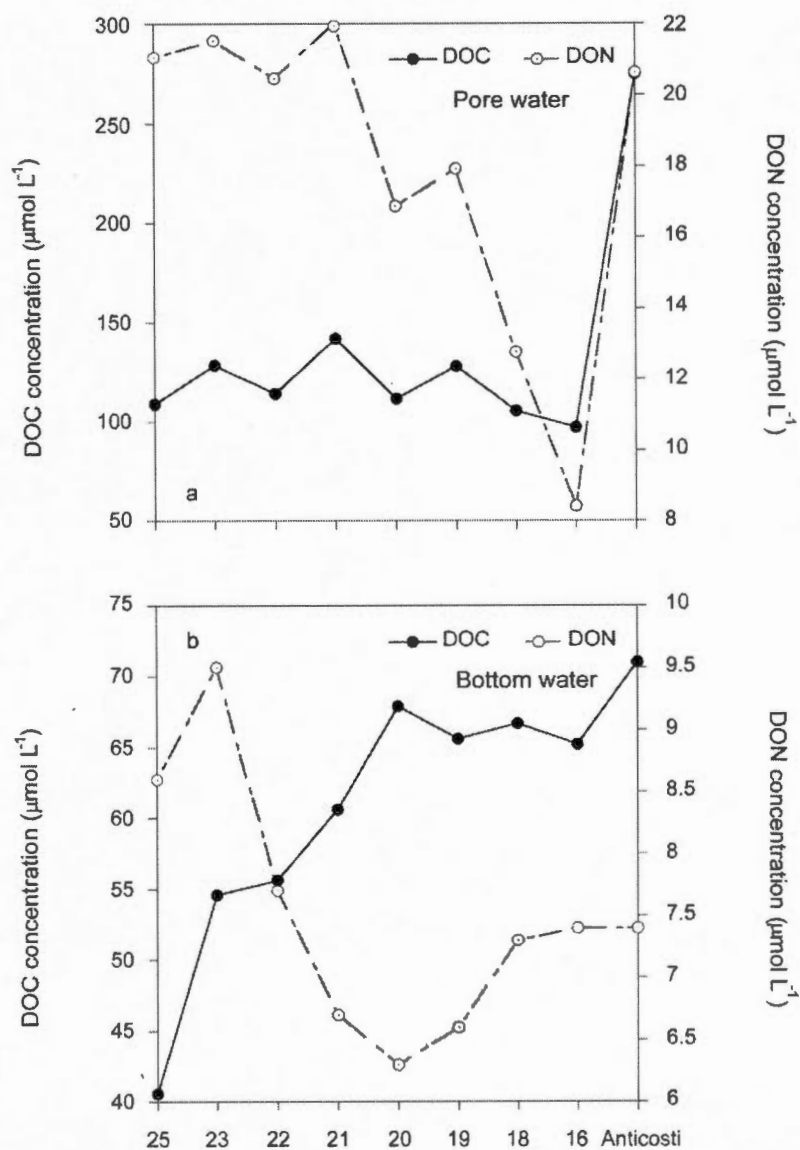 300
250
200
150
100
50
DOC concentration (μmol L⁻¹)
DOC DON
Pore water
a
22
20
18
16
14
12
10
8
DON concentration (μmol L⁻¹)
75
70
65
60
55
50
45
40
DOC concentration (μmol L⁻¹)
b
DOC DON
Bottom water
10
9.5
9
8.5
8
7.5
7
6.5
6
DON concentration (μmol L⁻¹)
25 23 22 21 20 19 18 16 Anticosti